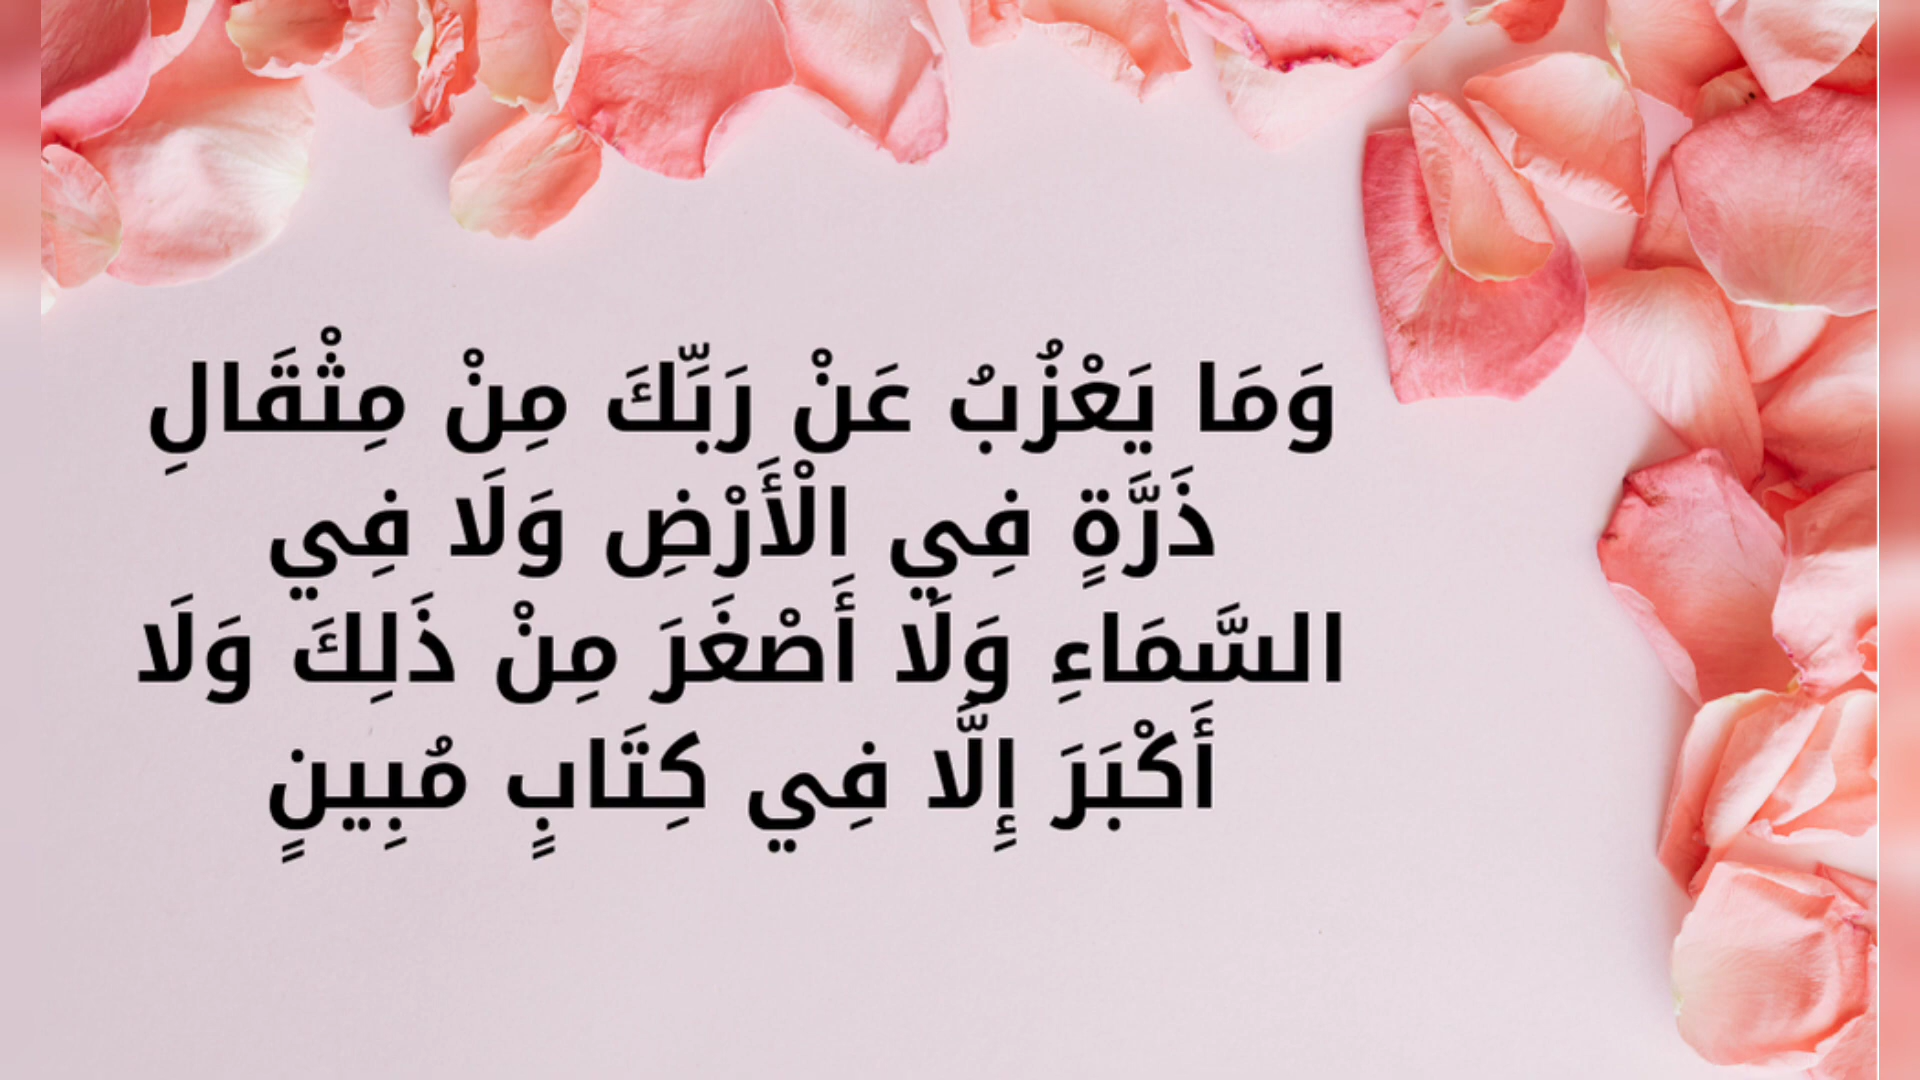 وَمَا يَعْزُبُ عَنْ رَبِّكَ مِنْ مِثْقَالِ
ذَرَّةٍ فِي الْأَرْضِ وَلَا فِي
السَّمَاءِ وَلَا أَصْغَرَ مِنْ ذَلِكَ وَلَا
أَكْبَرَ إِلَّا فِي كِتَابٍ مُبِينٍ